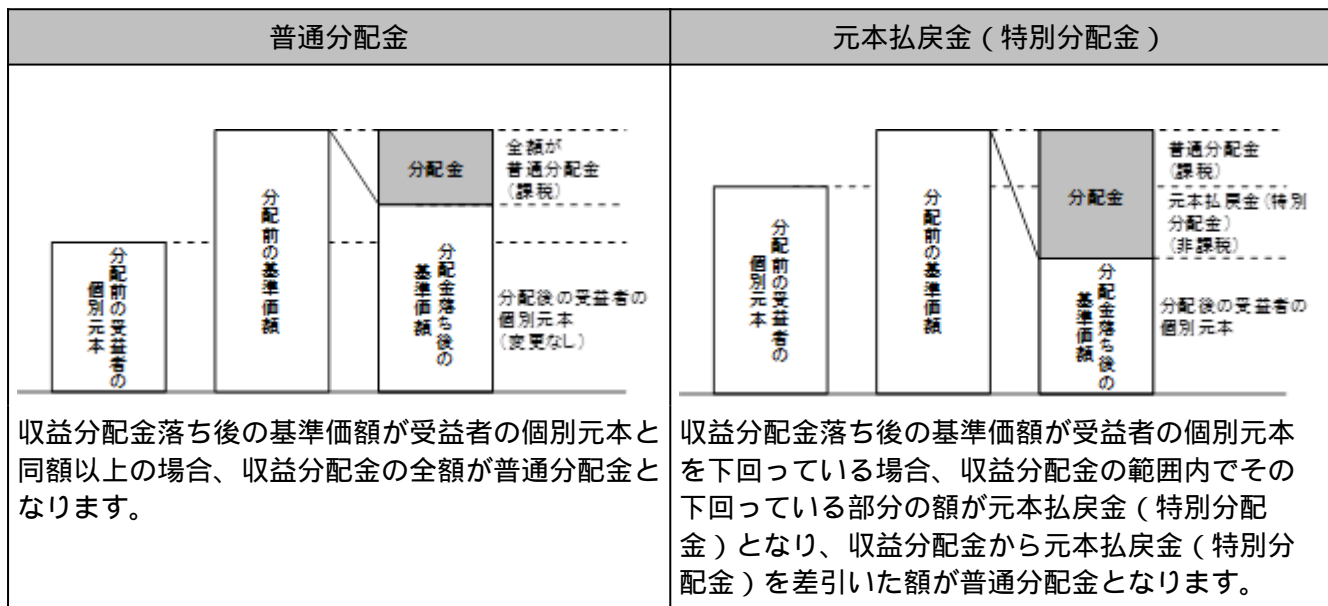 普通分配金
元本払戻金（特別分配金）
分配前の受益者の
個別元本
分配前の基準価額
分配金
分配金落ち後の
基準価額
全額が
普通分配金
(課税)
分配後の受益者の
個別元本
(変更なし)
収益分配金落ち後の基準価額が受益者の個別元本と
同額以上の場合、収益分配金の全額が普通分配金と
なります。
分配前の受益者の
個別元本
分配前の基準価額
分配金
分配金落ち後の
基準価額
普通分配金
(課税)
元本払戻金(特別
分配金)
(非課税)
分配後の受益者の
個別元本
収益分配金落ち後の基準価額が受益者の個別元本
を下回っている場合、収益分配金の範囲内でその
下回っている部分の額が元本払戻金（特別分配
金）となり、収益分配金から元本払戻金（特別分
配金）を差引いた額が普通分配金となります。